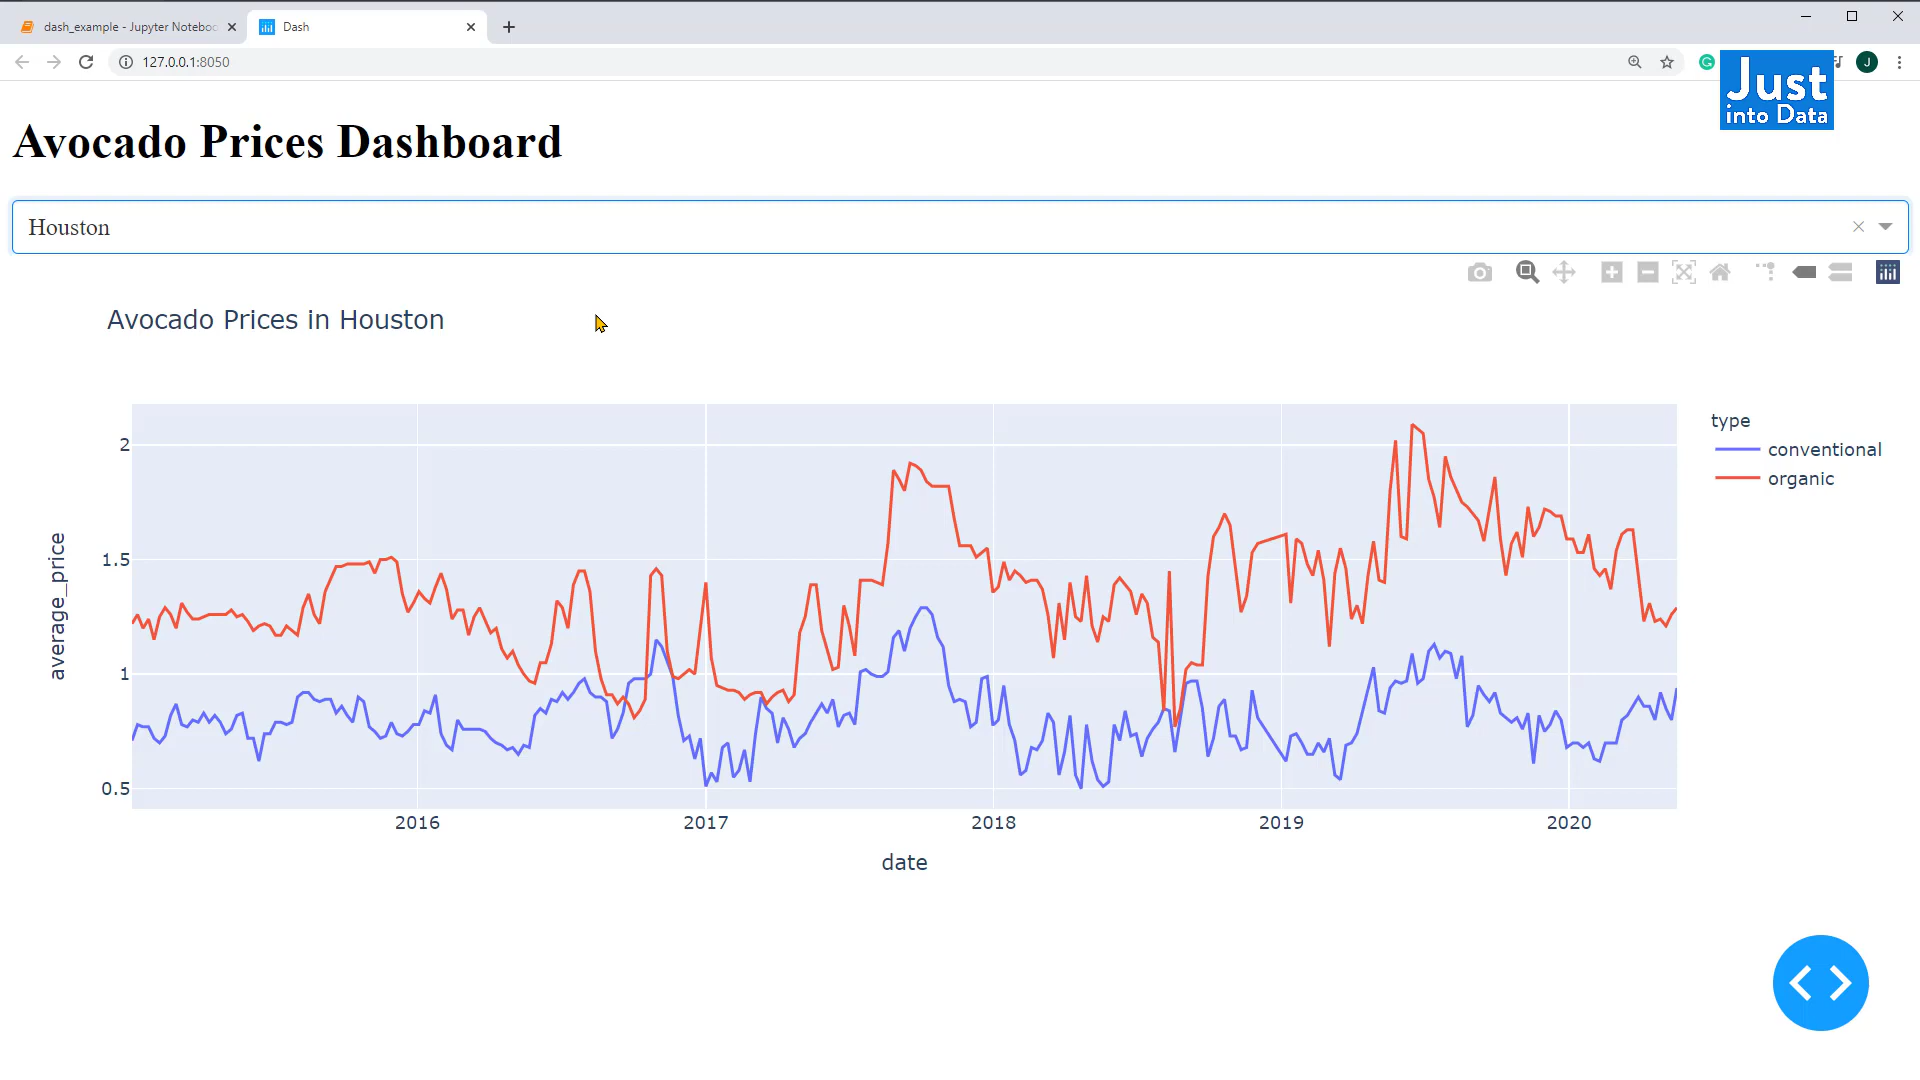 dash_example - Jupyter Noteboo
Dash
127.0.0.1:8050
J
Just
into Data
Avocado Prices Dashboard
Houston
Avocado Prices in Houston
type
conventional
organic
2
1.5
1
0.5
average_price
2016
2017
2018
2019
2020
date